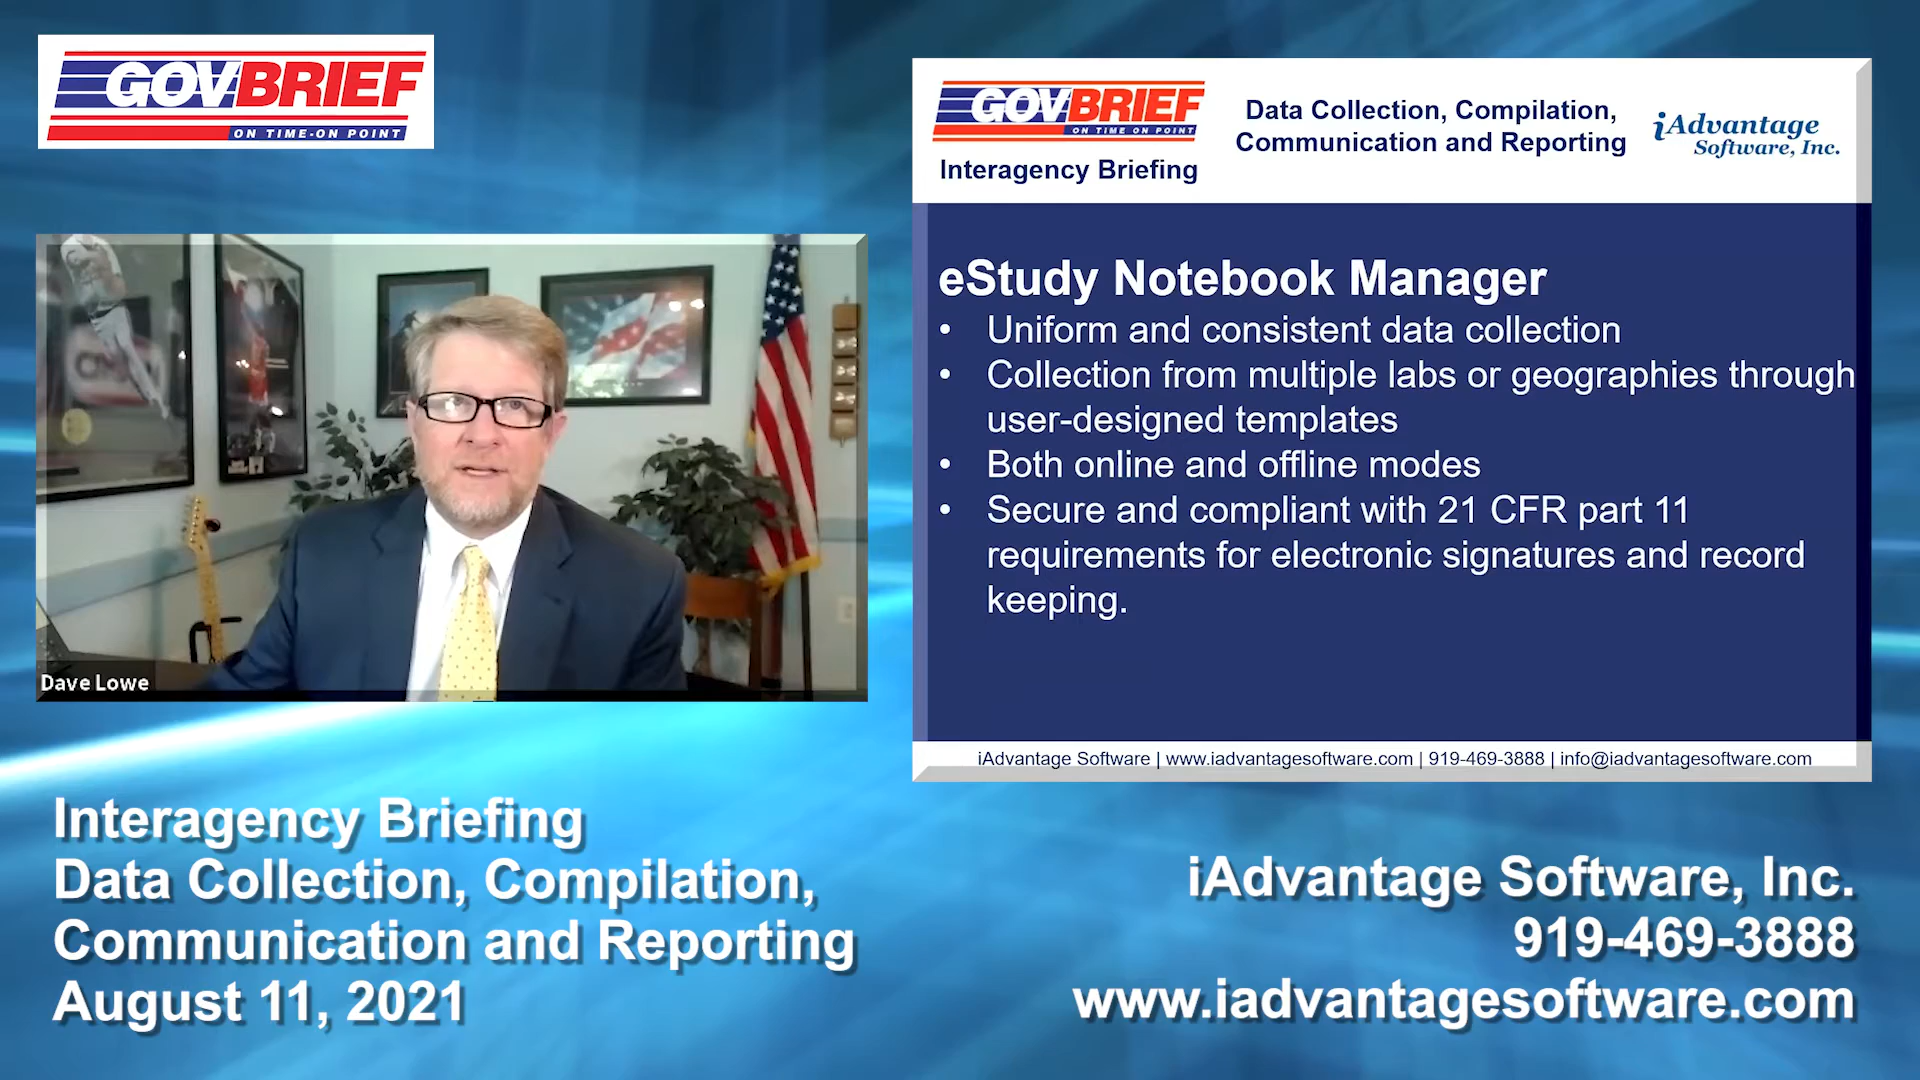 GOVBRIEF
ON TIME-ON POINT
Dave Lowe
Interagency Briefing
Data Collection, Compilation,
Communication and Reporting
August 11, 2021
GOVBRIEF
ON TIME ON POINT
Interagency Briefing
Data Collection, Compilation,
Communication and Reporting
iAdvantage
Software, Inc.
eStudy Notebook Manager
• Uniform and consistent data collection
• Collection from multiple labs or geographies through
user-designed templates
• Both online and offline modes
• Secure and compliant with 21 CFR part 11
requirements for electronic signatures and record
keeping.
iAdvantage Software | www.iadvantagesoftware.com | 919-469-3888 | info@iadvantagesoftware.com
iAdvantage Software, Inc.
919-469-3888
www.iadvantagesoftware.com